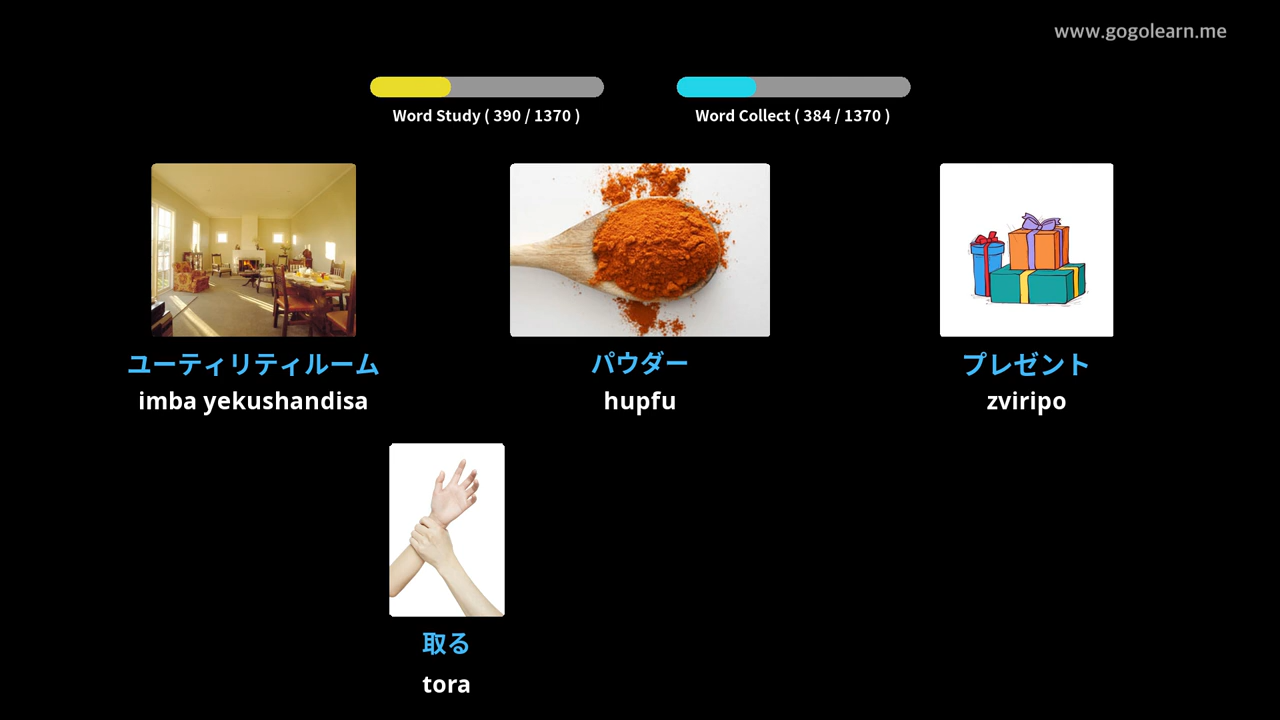 www.gogolearn.me
Word Study ( 390 / 1370 )
Word Collect ( 384 / 1370 )
ユーティリティルーム
imba yekushandisa
パウダー
hupfu
プレゼント
zviripo
取る
tora